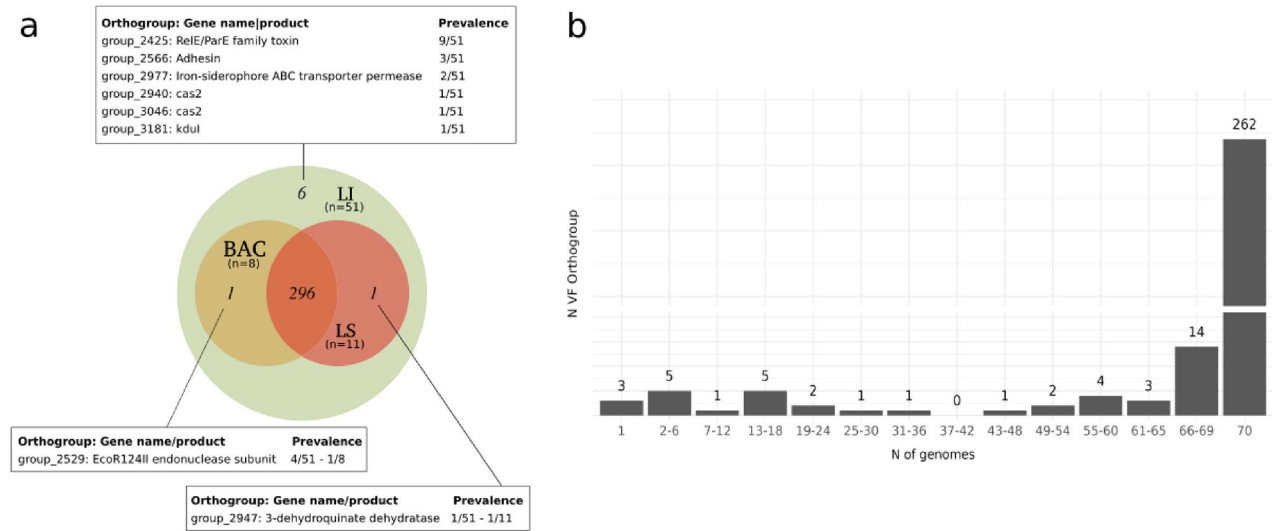 a
Orthogroup: Gene name|product Prevalence
group_2425: RelE/ParE family toxin 9/51
group_2566: Adhesin 3/51
group_2977: Iron-siderophore ABC transporter permease 2/51
group_2940: cas2 1/51
group_3046: cas2 1/51
group_3181: kduI 1/51
6
LI
(n=51)
BAC
(n=8)
1
296
1
LS
(n=11)
Orthogroup: Gene name/product Prevalence
group_2529: EcoR124II endonuclease subunit 4/51 - 1/8
Orthogroup: Gene name/product Prevalence
group_2947: 3-dehydroquinate dehydratase 1/51 - 1/11
b
N VF Orthogroup
3 5 1 5 2 1 1 0 1 2 4 3 14 262
1 2-6 7-12 13-18 19-24 25-30 31-36 37-42 43-48 49-54 55-60 61-65 66-69 70
N of genomes